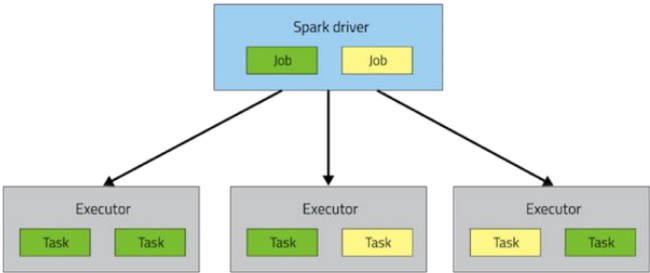 Spark driver
Job Job
Executor Executor Executor
Task Task Task Task Task Task